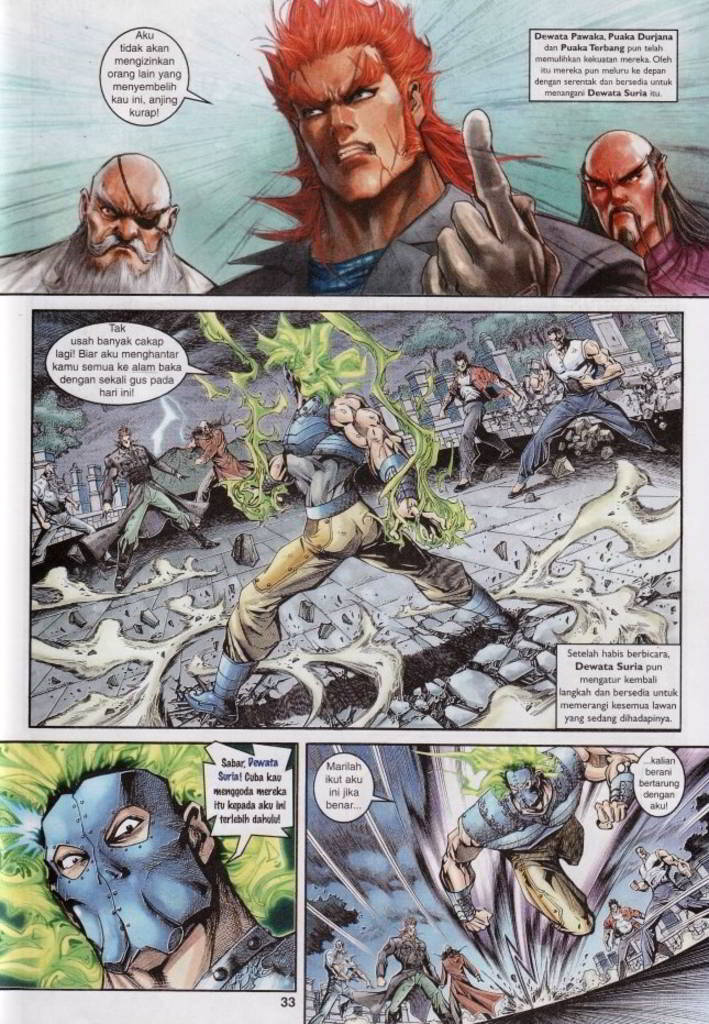 Aku
tidak akan
mengizinkan
orang lain yang
menyembelih
kau ini, anjing
kurap!
Dewata Pawaka, Puaka Durjana
dan Puaka Terbang pun telah
memulihkan kekuatan mereka. Oleh
itu mereka pun meluru ke depan
dengan serentak dan bersedia untuk
menangani Dewata Suria itu.
Tak
usah banyak cakap
lagi! Biar aku menghantar
kamu semua ke alam baka
dengan sekali gus pada
hari ini!
Setelah habis berbicara,
Dewata Suria pun
mengatur kembali
langkah dan bersedia untuk
memerangi kesemua lawan
yang sedang dihadapinya.
Sabar, Dewata
Suria! Cuba kau
menggoda mereka
itu kepada aku ini
terlebih dahulu!
Marilah
ikut aku
ini jika
benar...
...kalian
berani
bertarung
dengan
aku!
33